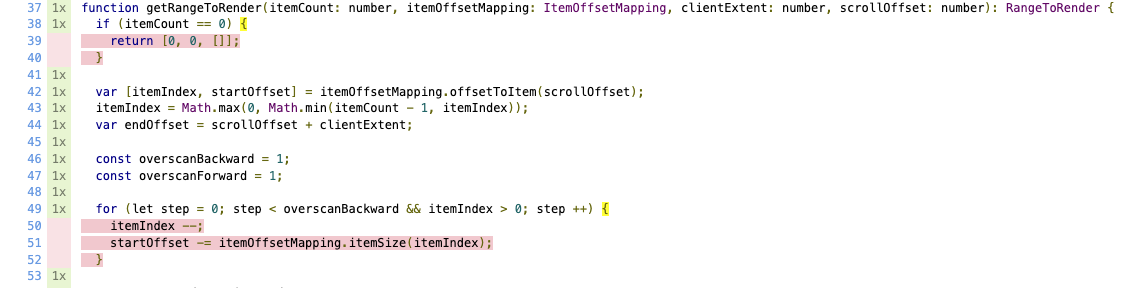 37 1x function getRangeToRender(itemCount: number, itemOffsetMapping: ItemOffsetMapping, clientExtent: number, scrollOffset: number): RangeToRender {
38 1x   if (itemCount == 0) {
39         return [0, 0, []];
40       }
41 1x
42 1x   var [itemIndex, startOffset] = itemOffsetMapping.offsetToItem(scrollOffset);
43 1x   itemIndex = Math.max(0, Math.min(itemCount - 1, itemIndex));
44 1x   var endOffset = scrollOffset + clientExtent;
45 1x
46 1x   const overscanBackward = 1;
47 1x   const overscanForward = 1;
48 1x
49 1x   for (let step = 0; step < overscanBackward && itemIndex > 0; step ++) {
50         itemIndex --;
51         startOffset -= itemOffsetMapping.itemSize(itemIndex);
52       }
53 1x